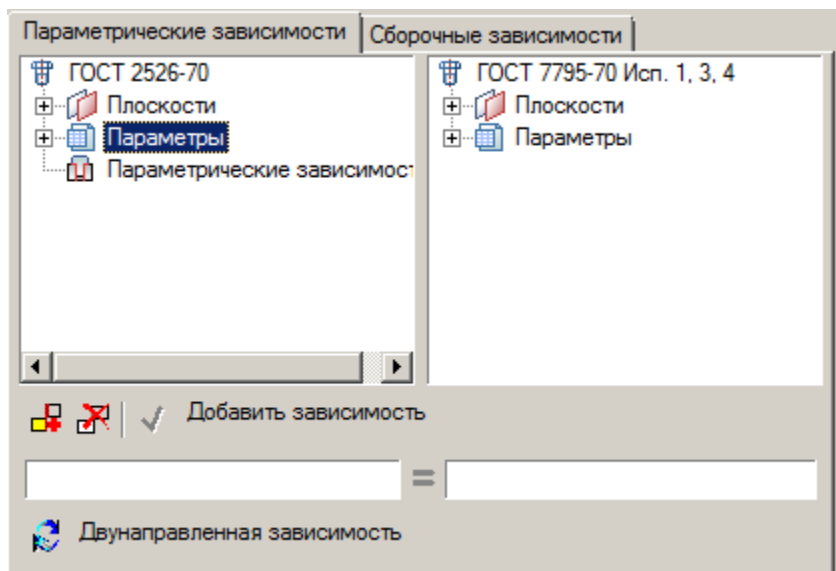 Параметрические зависимости Сборочные зависимости
ГОСТ 2526-70
Плоскости
Параметры
Параметрические зависимост
ГОСТ 7795-70 Исп. 1, 3, 4
Плоскости
Параметры
Добавить зависимость
=
Двунаправленная зависимость